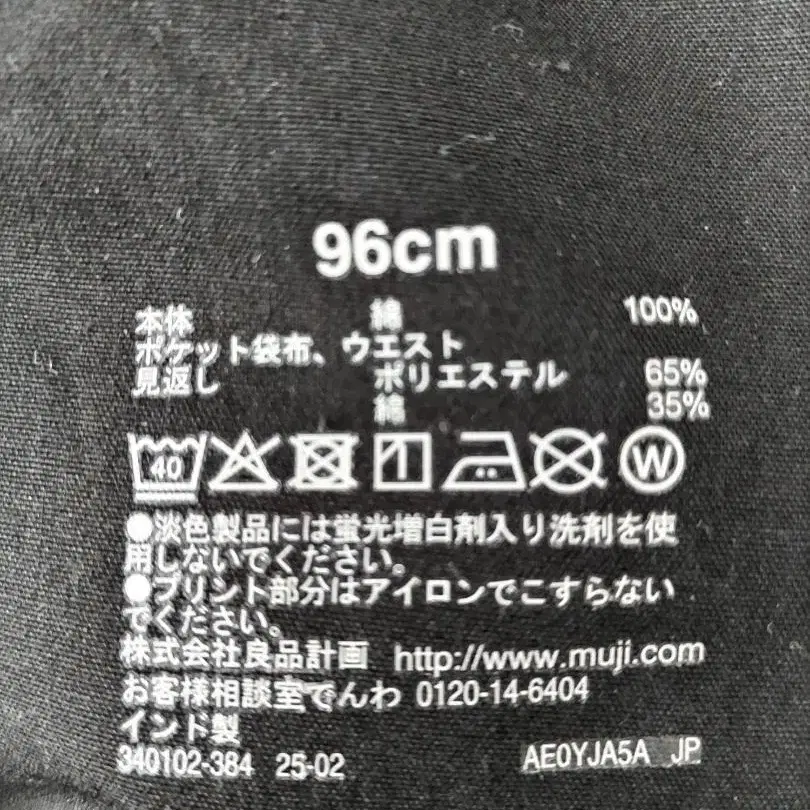 96cm
本体 綿 100%
ポケット袋布、ウエスト
見返し ポリエステル 65%
綿 35%
40 W
●淡色製品には蛍光増白剤入り洗剤を使
用しないでください。
●プリント部分はアイロンでこすらない
でください。
株式会社良品計画 http://www.muji.com
お客様相談室でんわ 0120-14-6404
インド製
340102-384 25-02 AE0YJA5A JP